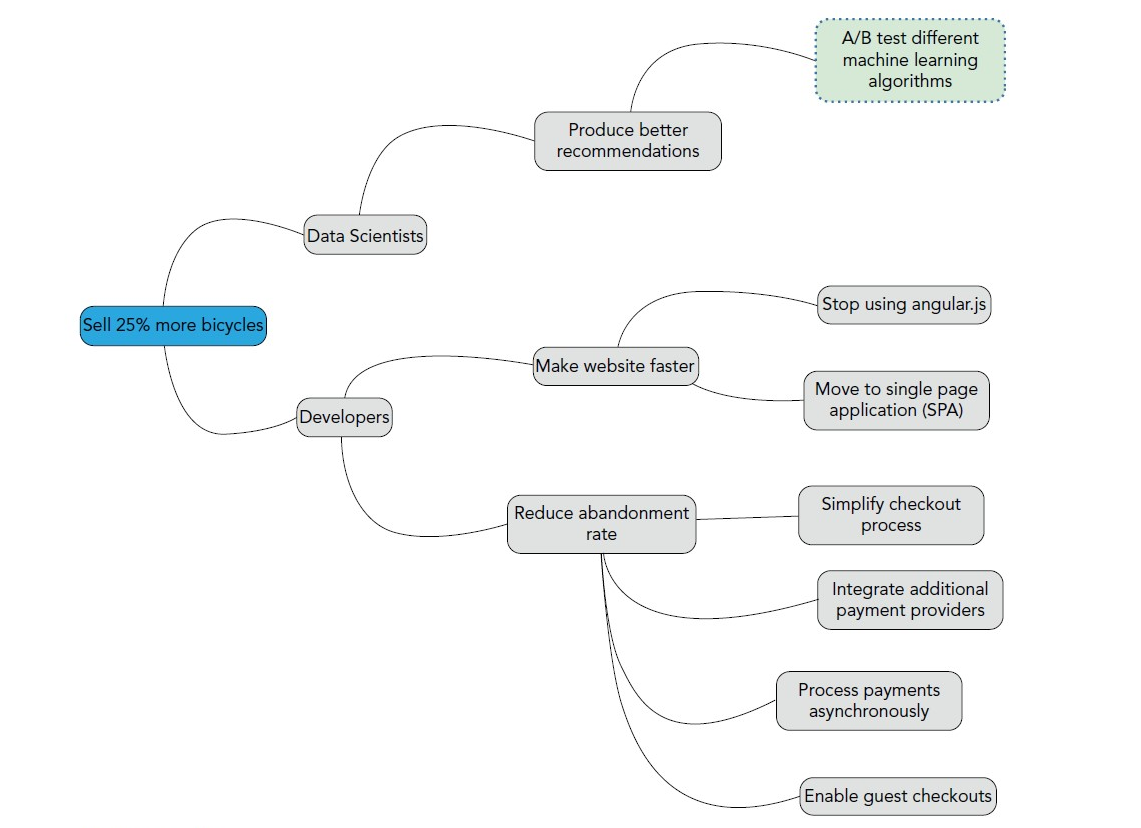 A/B test different
machine learning
algorithms
Produce better
recommendations
Data Scientists
Sell 25% more bicycles
Stop using angular.js
Make website faster
Move to single page
application (SPA)
Developers
Simplify checkout
process
Reduce abandonment
rate
Integrate additional
payment providers
Process payments
asynchronously
Enable guest checkouts